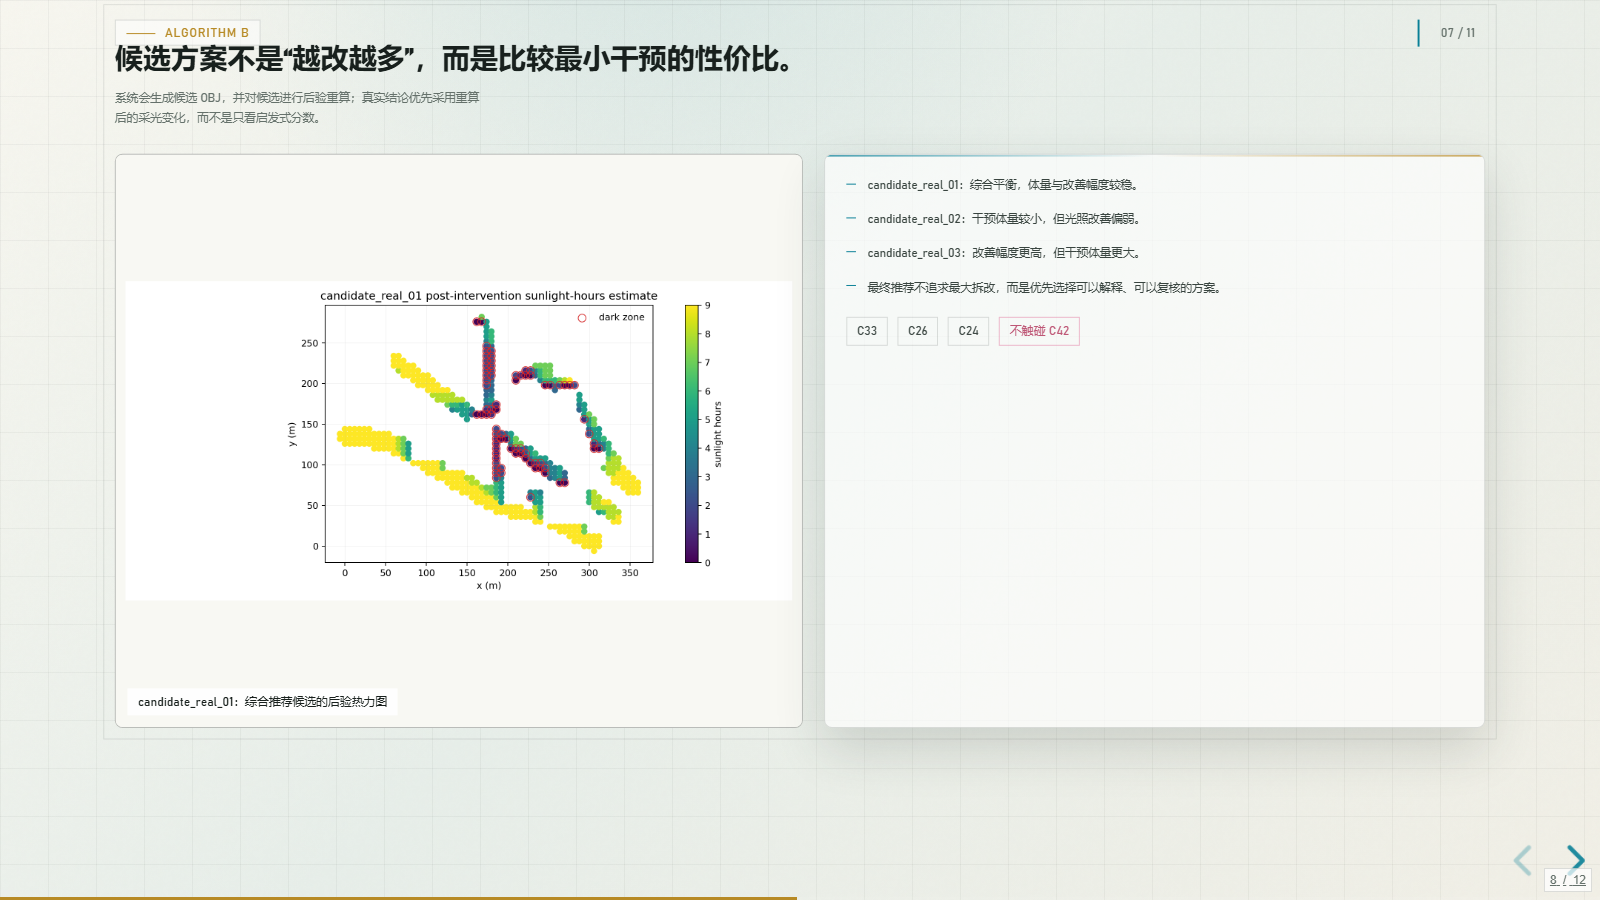 ALGORITHM B
07 / 11
候选方案不是“越改越多”，而是比较最小干预的性价比。
系统会生成候选 OBJ，并对候选进行后验重算；真实结论优先采用重算
后的采光变化，而不是只看启发式分数。
candidate_real_01 post-intervention sunlight-hours estimate
dark zone
250
200
150
100
50
0
y (m)
0 50 100 150 200 250 300 350
x (m)
9
8
7
6
5
4
3
2
1
0
sunlight hours
candidate_real_01：综合推荐候选的后验热力图
candidate_real_01：综合平衡，体量与改善幅度较稳。
candidate_real_02：干预体量较小，但光照改善偏弱。
candidate_real_03：改善幅度更高，但干预体量更大。
最终推荐不追求最大拆改，而是优先选择可以解释、可以复核的方案。
C33 C26 C24 不触碰 C42
8 / 12